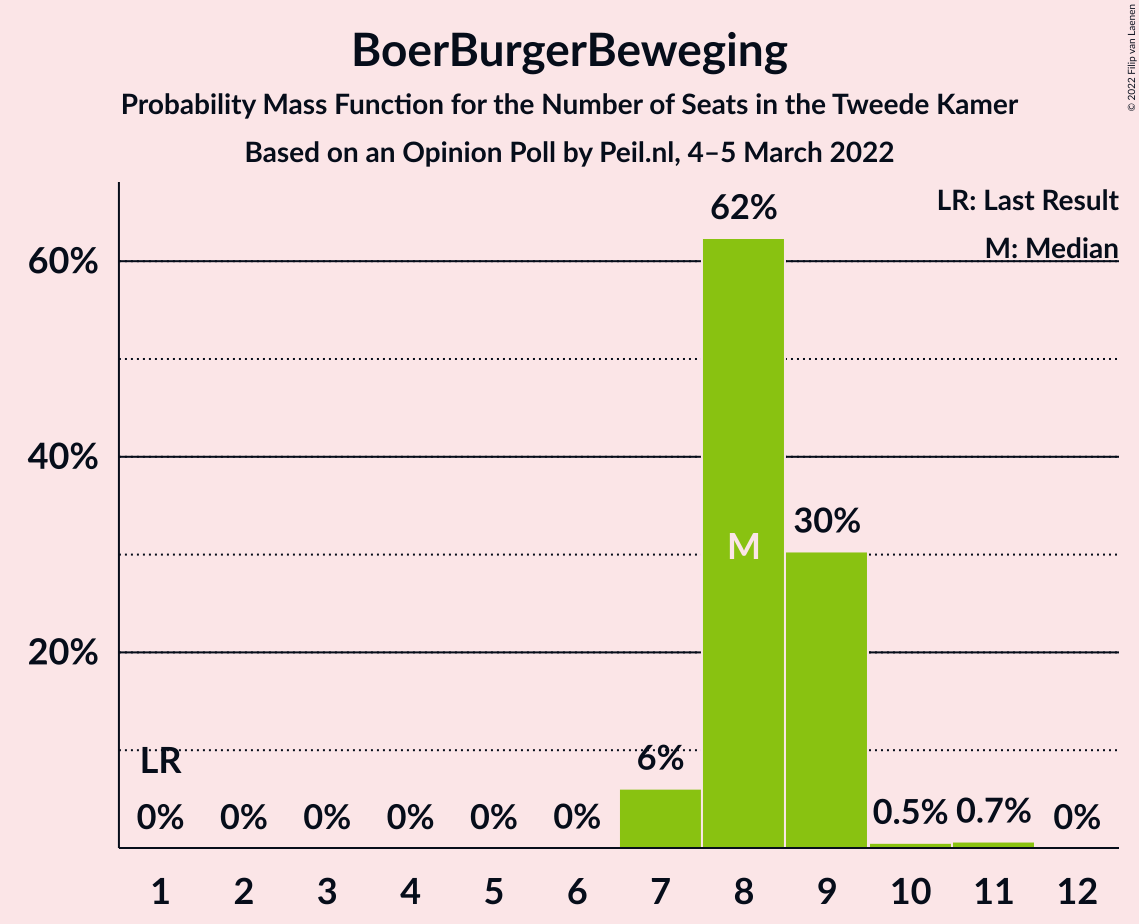 BoerBurgerBeweging
Probability Mass Function for the Number of Seats in the Tweede Kamer
Based on an Opinion Poll by Peil.nl, 4–5 March 2022
© 2022 Filip van Laenen
LR: Last Result
M: Median
60%
40%
20%
62%
30%
M
LR
6%
0% 0% 0% 0% 0% 0% 0.5% 0.7% 0%
1 2 3 4 5 6 7 8 9 10 11 12